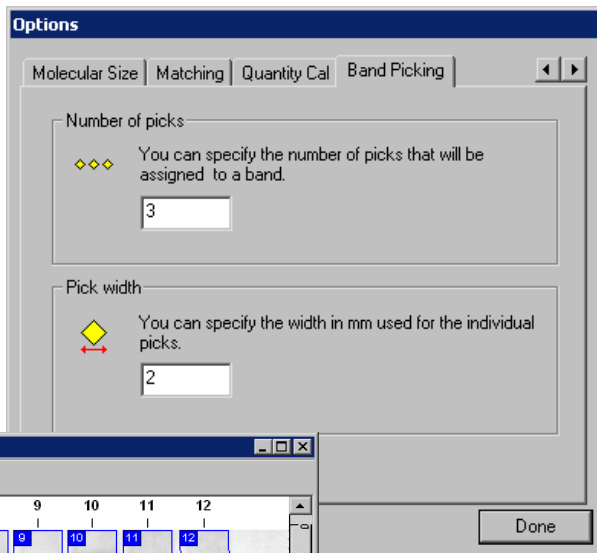 Options
Molecular Size Matching Quantity Cal Band Picking
Number of picks
You can specify the number of picks that will be
assigned to a band.
3
Pick width
You can specify the width in mm used for the individual
picks.
2
9 10 11 12
9 10 11 12
Done